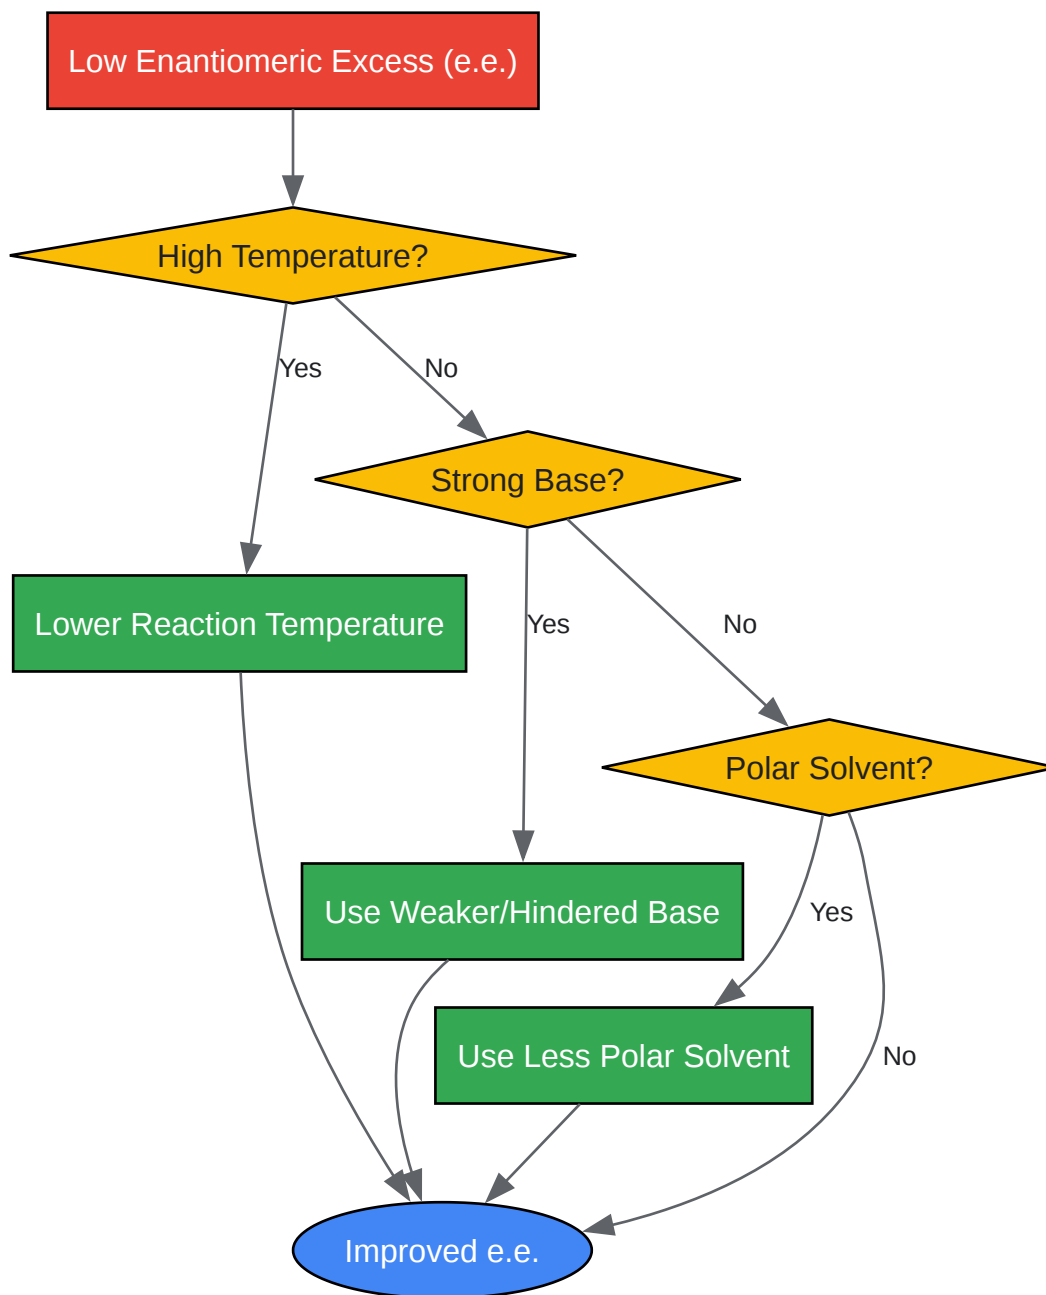 Low Enantiomeric Excess (e.e.)
High Temperature?
Yes
No
Strong Base?
Lower Reaction Temperature
Yes
No
Polar Solvent?
Use Weaker/Hindered Base
Yes
Use Less Polar Solvent
No
Improved e.e.